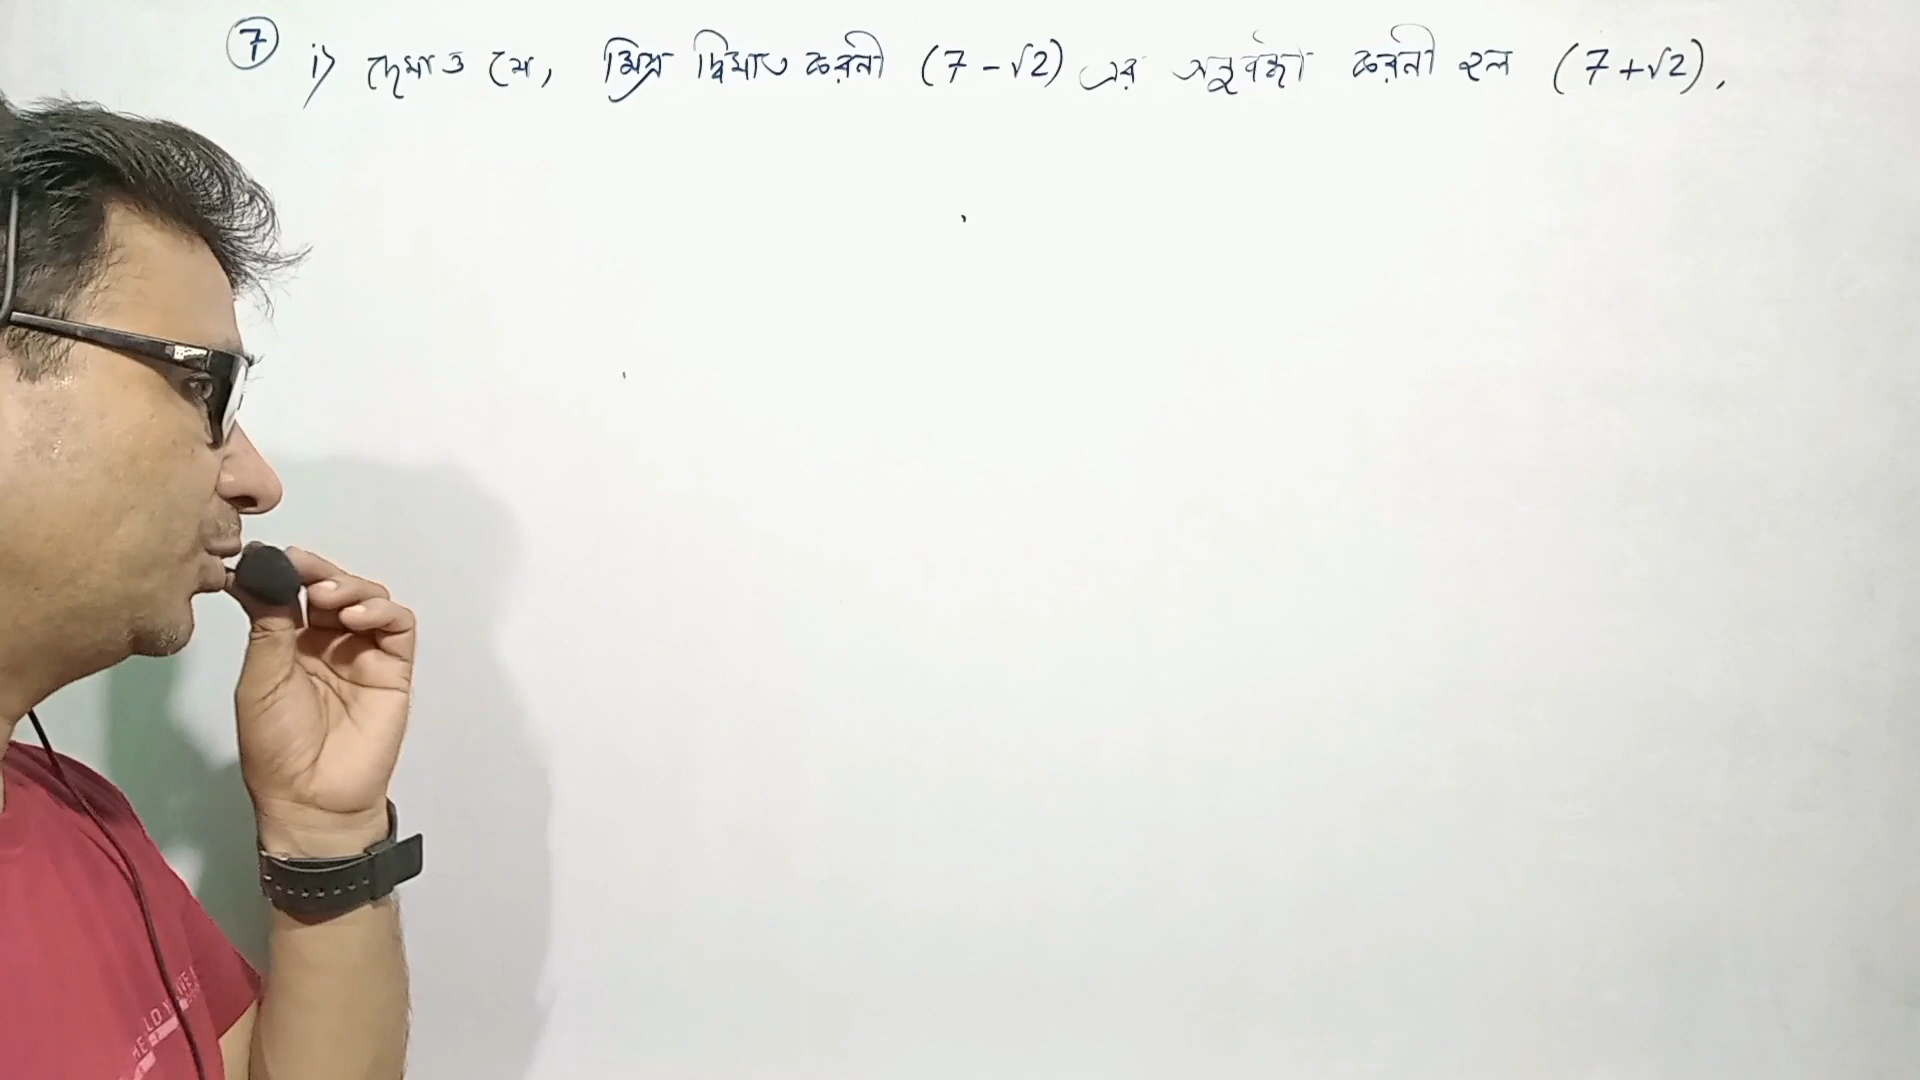 7 i) দেখাও যে, মিশ্র দ্বিঘাত করণী (7 - √2) এর অনুবন্ধী করণী হল (7 + √2).